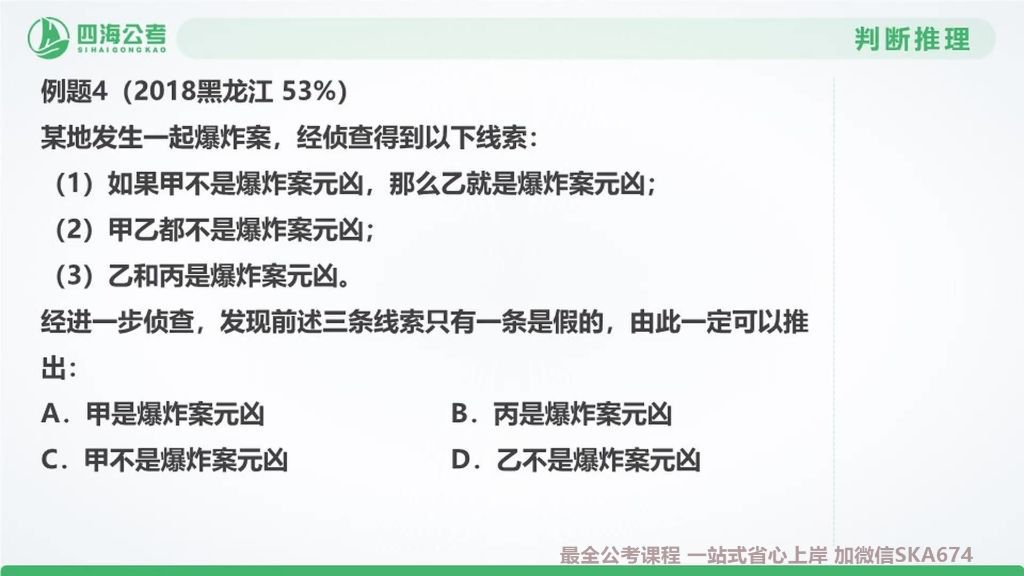 四海公考
SIHAIGONGKAO
判断推理
例题4（2018黑龙江 53%）
某地发生一起爆炸案，经侦查得到以下线索：
（1）如果甲不是爆炸案元凶，那么乙就是爆炸案元凶；
（2）甲乙都不是爆炸案元凶；
（3）乙和丙是爆炸案元凶。
经进一步侦查，发现前述三条线索只有一条是假的，由此一定可以推
出：
A．甲是爆炸案元凶 B．丙是爆炸案元凶
C．甲不是爆炸案元凶 D．乙不是爆炸案元凶
最全公考课程 一站式省心上岸 加微信SKA674